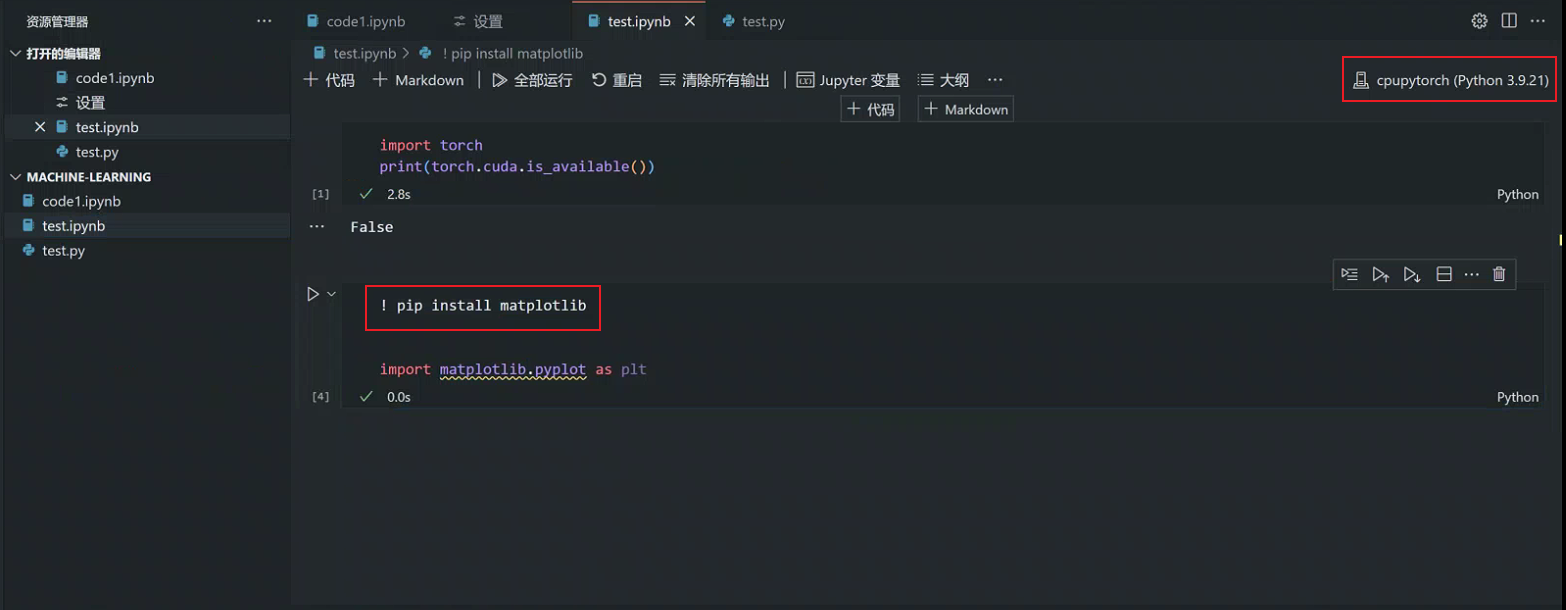 资源管理器
打开的编辑器
code1.ipynb
设置
test.ipynb
test.py
MACHINE-LEARNING
code1.ipynb
test.ipynb
test.py
code1.ipynb 设置 test.ipynb test.py
test.ipynb > ! pip install matplotlib
+ 代码 + Markdown | 全部运行 重启 清除所有输出 | Jupyter 变量 大纲 ...
cpupytorch (Python 3.9.21)
+ 代码 + Markdown
import torch
print(torch.cuda.is_available())
[1] ✓ 2.8s Python
... False
! pip install matplotlib
import matplotlib.pyplot as plt
[4] ✓ 0.0s Python